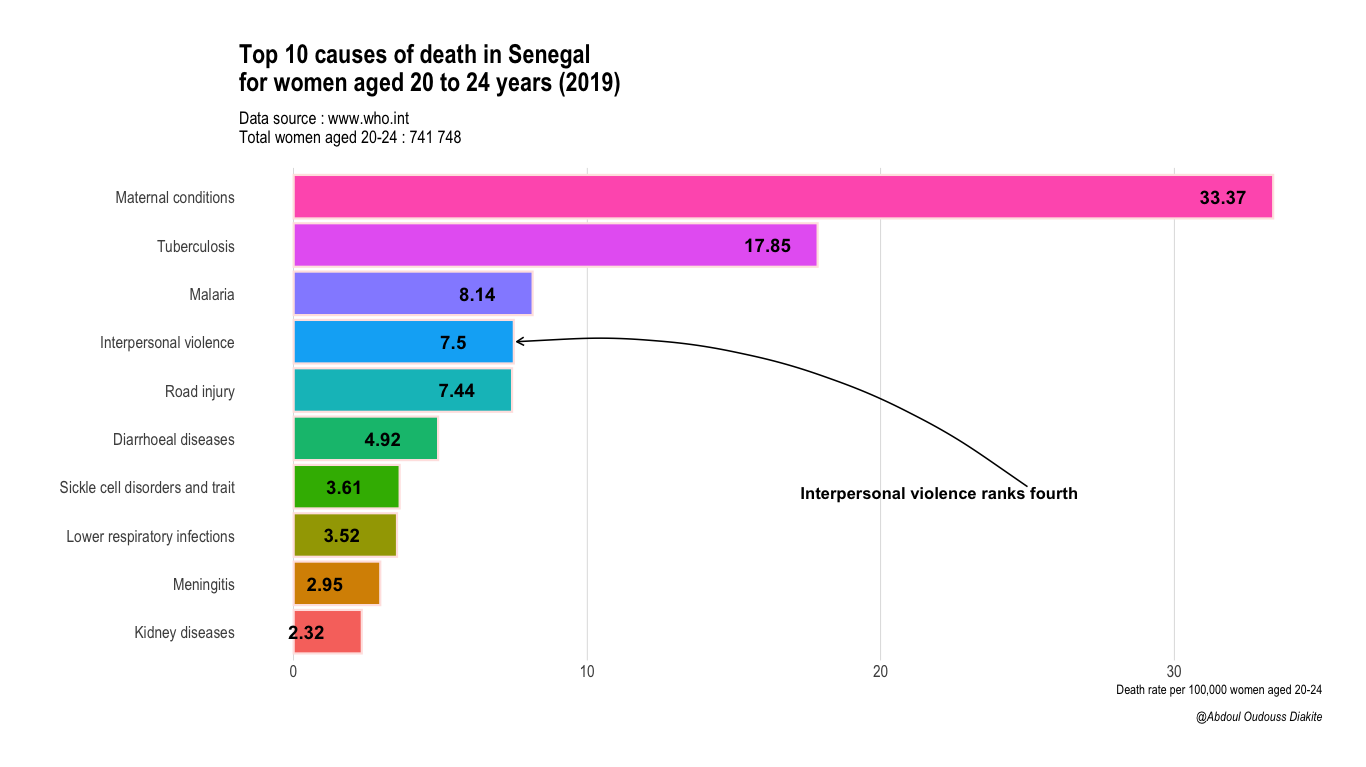 Top 10 causes of death in Senegal
for women aged 20 to 24 years (2019)
Data source : www.who.int
Total women aged 20-24 : 741 748
Maternal conditions 33.37
Tuberculosis 17.85
Malaria 8.14
Interpersonal violence 7.5
Road injury 7.44
Diarrhoeal diseases 4.92
Sickle cell disorders and trait 3.61
Interpersonal violence ranks fourth
Lower respiratory infections 3.52
Meningitis 2.95
Kidney diseases 2.32
0 10 20 30
Death rate per 100,000 women aged 20-24
@Abdoul Oudouss Diakite